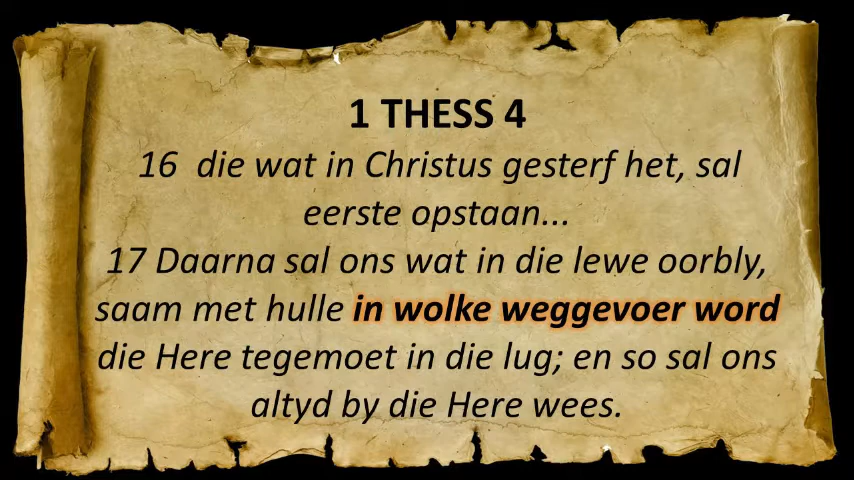 1 THESS 4
16 die wat in Christus gesterf het, sal
eerste opstaan...
17 Daarna sal ons wat in die lewe oorbly,
saam met hulle in wolke weggevoer word
die Here tegemoet in die lug; en so sal ons
altyd by die Here wees.